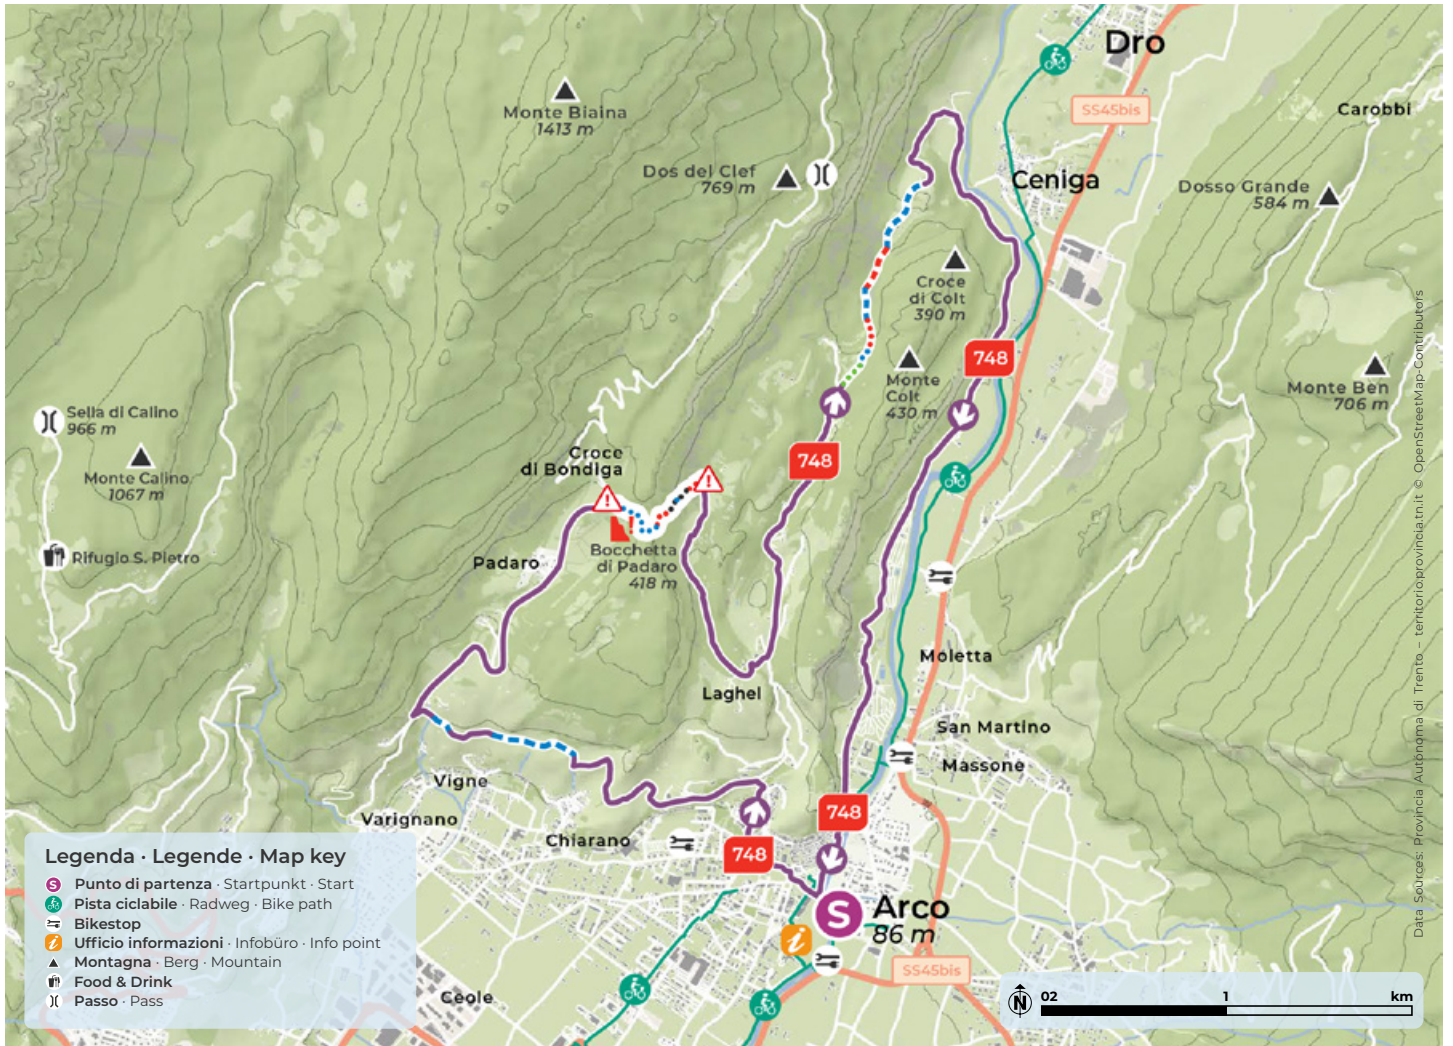 Dro
SS45bis
Carobbi
Monte Biaina
1413 m
Dos del Clef
769 m
Ceniga
Dosso Grande
584 m
Croce
di Colt
390 m
748
Monte
Colt
430 m
Monte Ben
706 m
Sella di Calino
966 m
Monte Calino
1067 m
Croce
di Bondiga
748
Rifugio S. Pietro
Padaro
Bocchetta
di Padaro
418 m
Moletta
Laghel
San Martino
Massone
Vigne
Varignano
Chiarano
748
748
S
Arco
86 m
SS45bis
Ceole
Legenda · Legende · Map key
S Punto di partenza · Startpunkt · Start
Pista ciclabile · Radweg · Bike path
Bikestop
i Ufficio informazioni · Infobüro · Info point
Montagna · Berg · Mountain
Food & Drink
Passo · Pass
N
02 1 km
Data Sources: Provincia Autonoma di Trento – territorio.provincia.tn.it © OpenStreetMap-Contributors